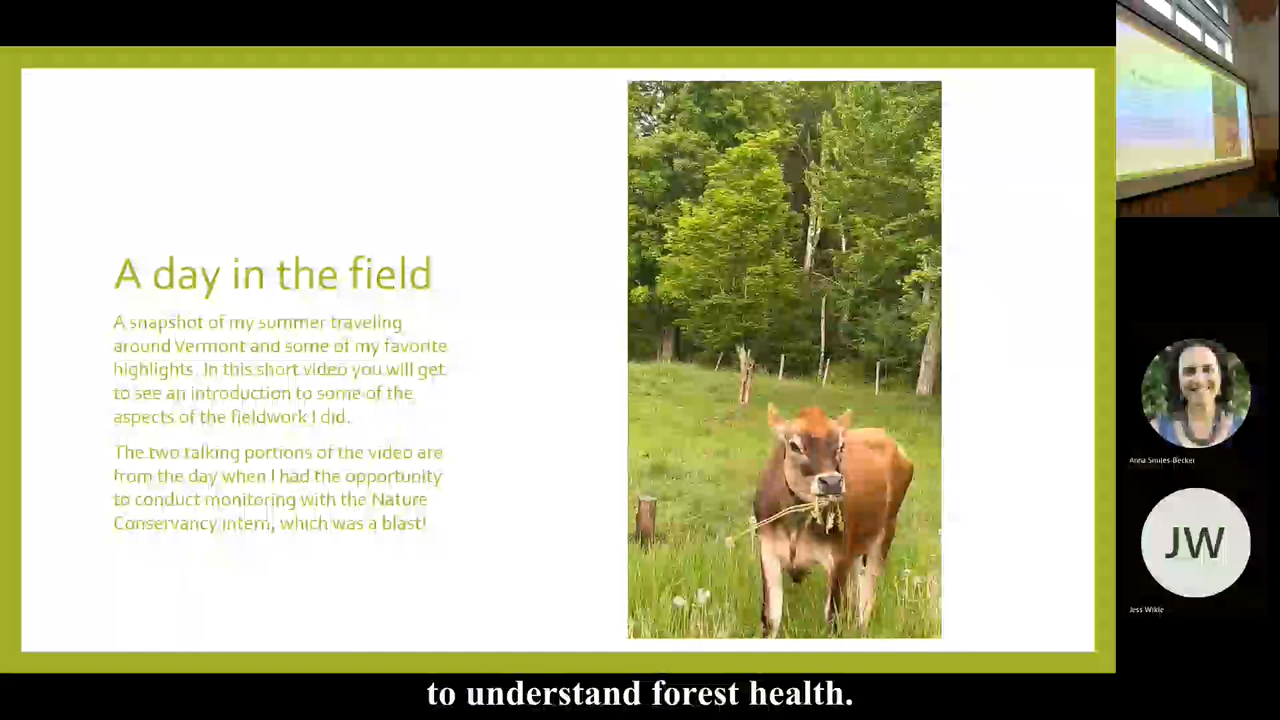 A day in the field
A snapshot of my summer traveling
around Vermont and some of my favorite
highlights. In this short video you will get
to see an introduction to some of the
aspects of the fieldwork I did.
The two talking portions of the video are
from the day when I had the opportunity
to conduct monitoring with the Nature
Conservancy intern, which was a blast!
Anna Smiles-Becker
JW
Jess Wikle
to understand forest health.